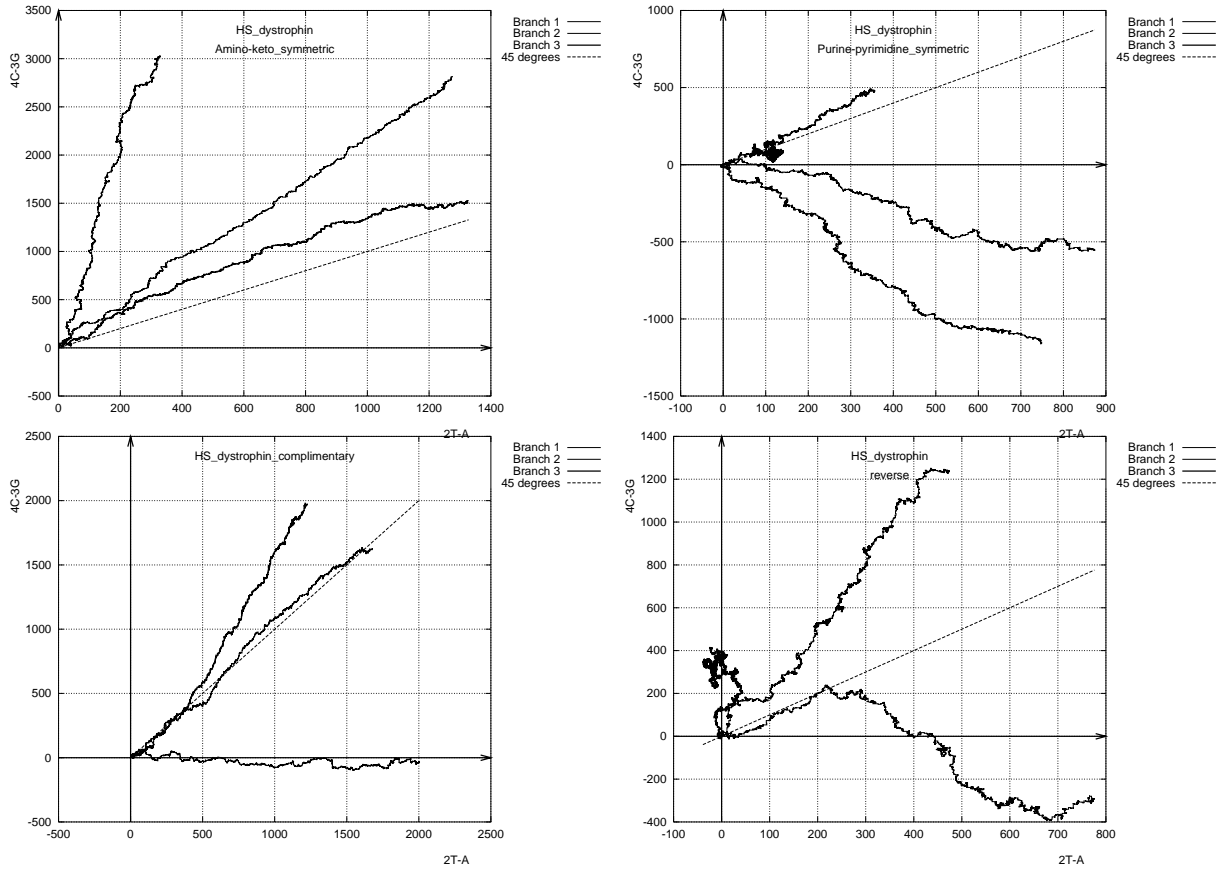 HS_dystrophin
Amino-keto_symmetric
Branch 1
Branch 2
Branch 3
45 degrees
4C-3G
3500
3000
2500
2000
1500
1000
500
0
-500
0 200 400 600 800 1000 1200 1400
2T-A
HS_dystrophin
Purine-pyrimidine_symmetric
Branch 1
Branch 2
Branch 3
45 degrees
4C-3G
1000
500
0
-500
-1000
-1500
-100 0 100 200 300 400 500 600 700 800 900
2T-A
HS_dystrophin_complimentary
Branch 1
Branch 2
Branch 3
45 degrees
4C-3G
2500
2000
1500
1000
500
0
-500
-500 0 500 1000 1500 2000 2500
2T-A
HS_dystrophin
reverse
Branch 1
Branch 2
Branch 3
45 degrees
4C-3G
1400
1200
1000
800
600
400
200
0
-200
-400
-100 0 100 200 300 400 500 600 700 800
2T-A